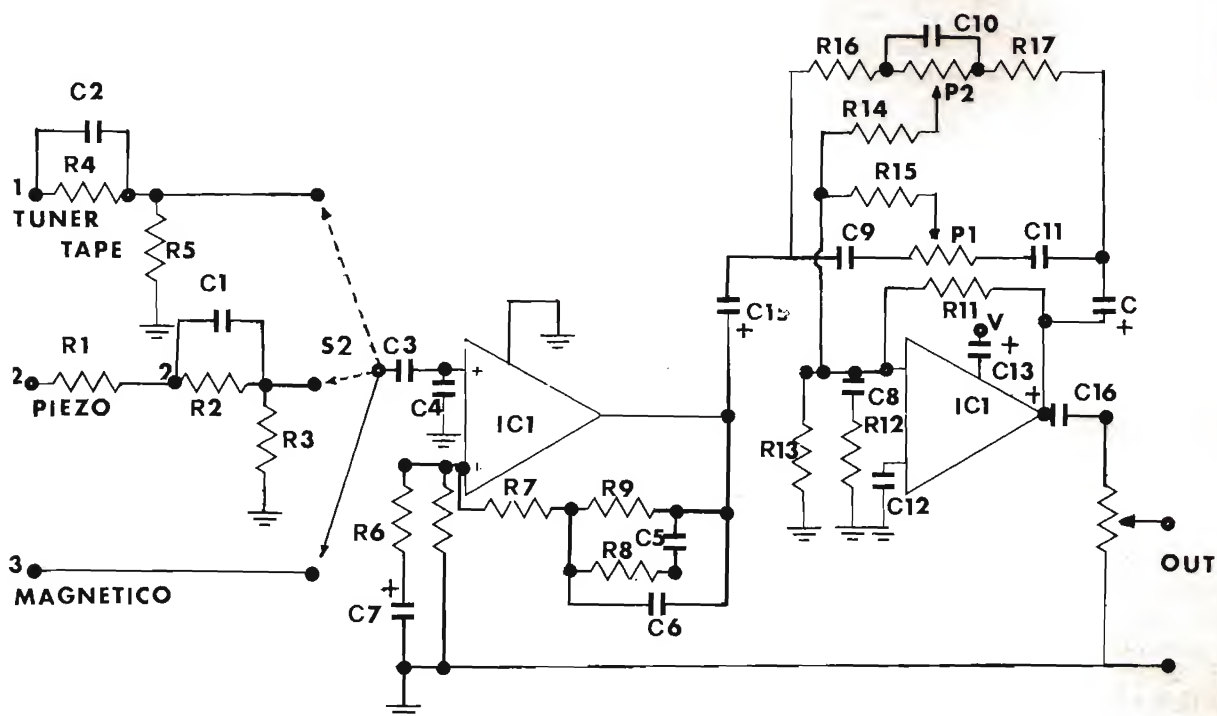 C10
R16
R17
P2
C2
R14
R4
1
TUNER
TAPE
R5
R15
C9
P1
C11
C1
R11
C
+
C15
+
V
+
C13
R1
2
PIEZO
2
R2
S2
C3
+
C4
IC1
R3
C8
IC1
+
C16
R12
R13
C12
R7
R9
C5
R8
R6
+
C7
C6
OUT
3
MAGNETICO